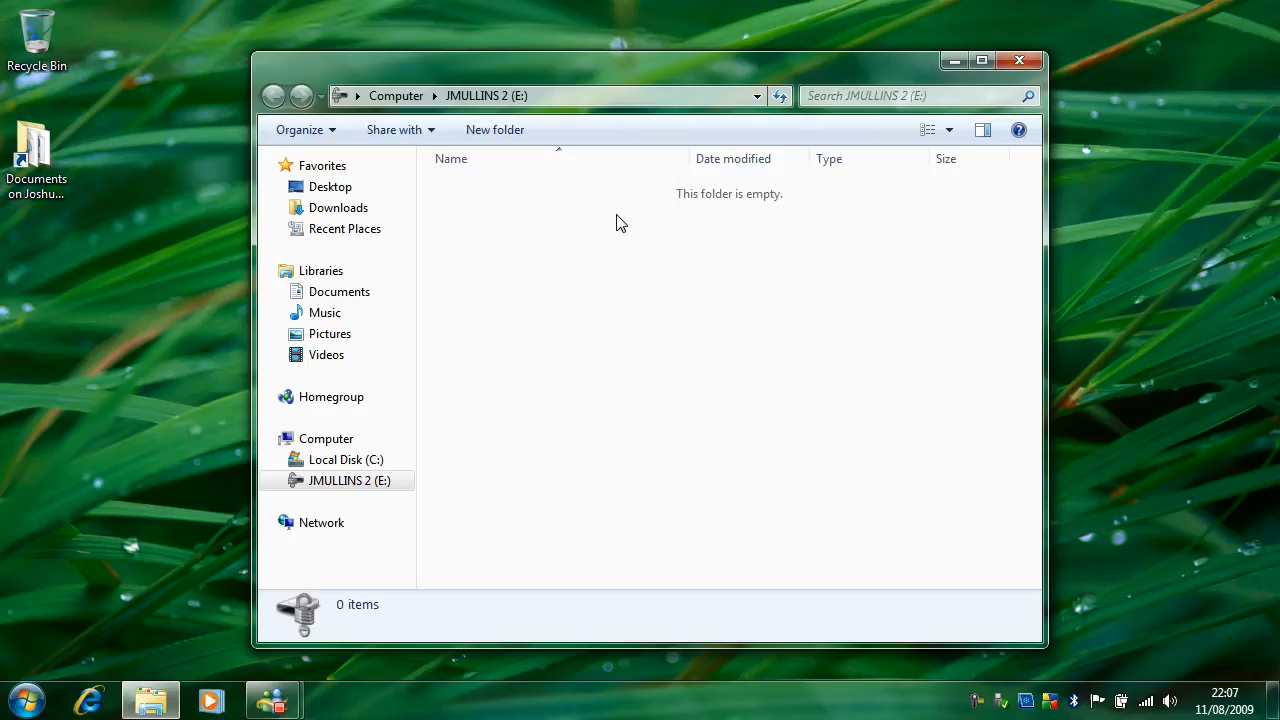 Recycle Bin
Documents
on Joshu...
Computer
JMULLINS 2 (E:)
Search JMULLINS 2 (E:)
Organize
Share with
New folder
Favorites
Desktop
Downloads
Recent Places
Libraries
Documents
Music
Pictures
Videos
Homegroup
Computer
Local Disk (C:)
JMULLINS 2 (E:)
Network
Name
Date modified
Type
Size
This folder is empty.
0 items
22:07
11/08/2009